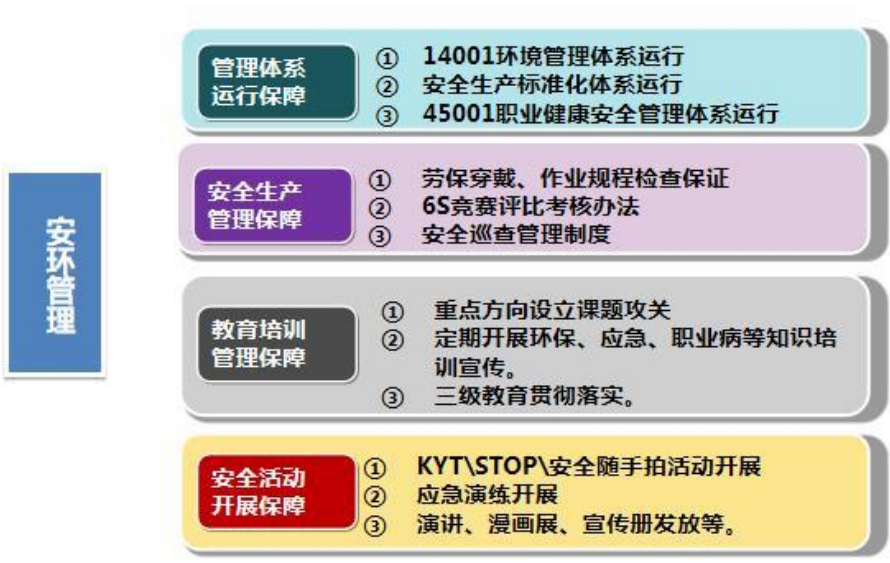 安环管理
管理体系
运行保障
① 14001环境管理体系运行
② 安全生产标准化体系运行
③ 45001职业健康安全管理体系运行
安全生产
管理保障
① 劳保穿戴、作业规程检查保证
② 6S竞赛评比考核办法
③ 安全巡查管理制度
教育培训
管理保障
① 重点方向设立课题攻关
② 定期开展环保、应急、职业病等知识培
训宣传。
③ 三级教育贯彻落实。
安全活动
开展保障
① KYT\STOP\安全随手拍活动开展
② 应急演练开展
③ 演讲、漫画展、宣传册发放等。